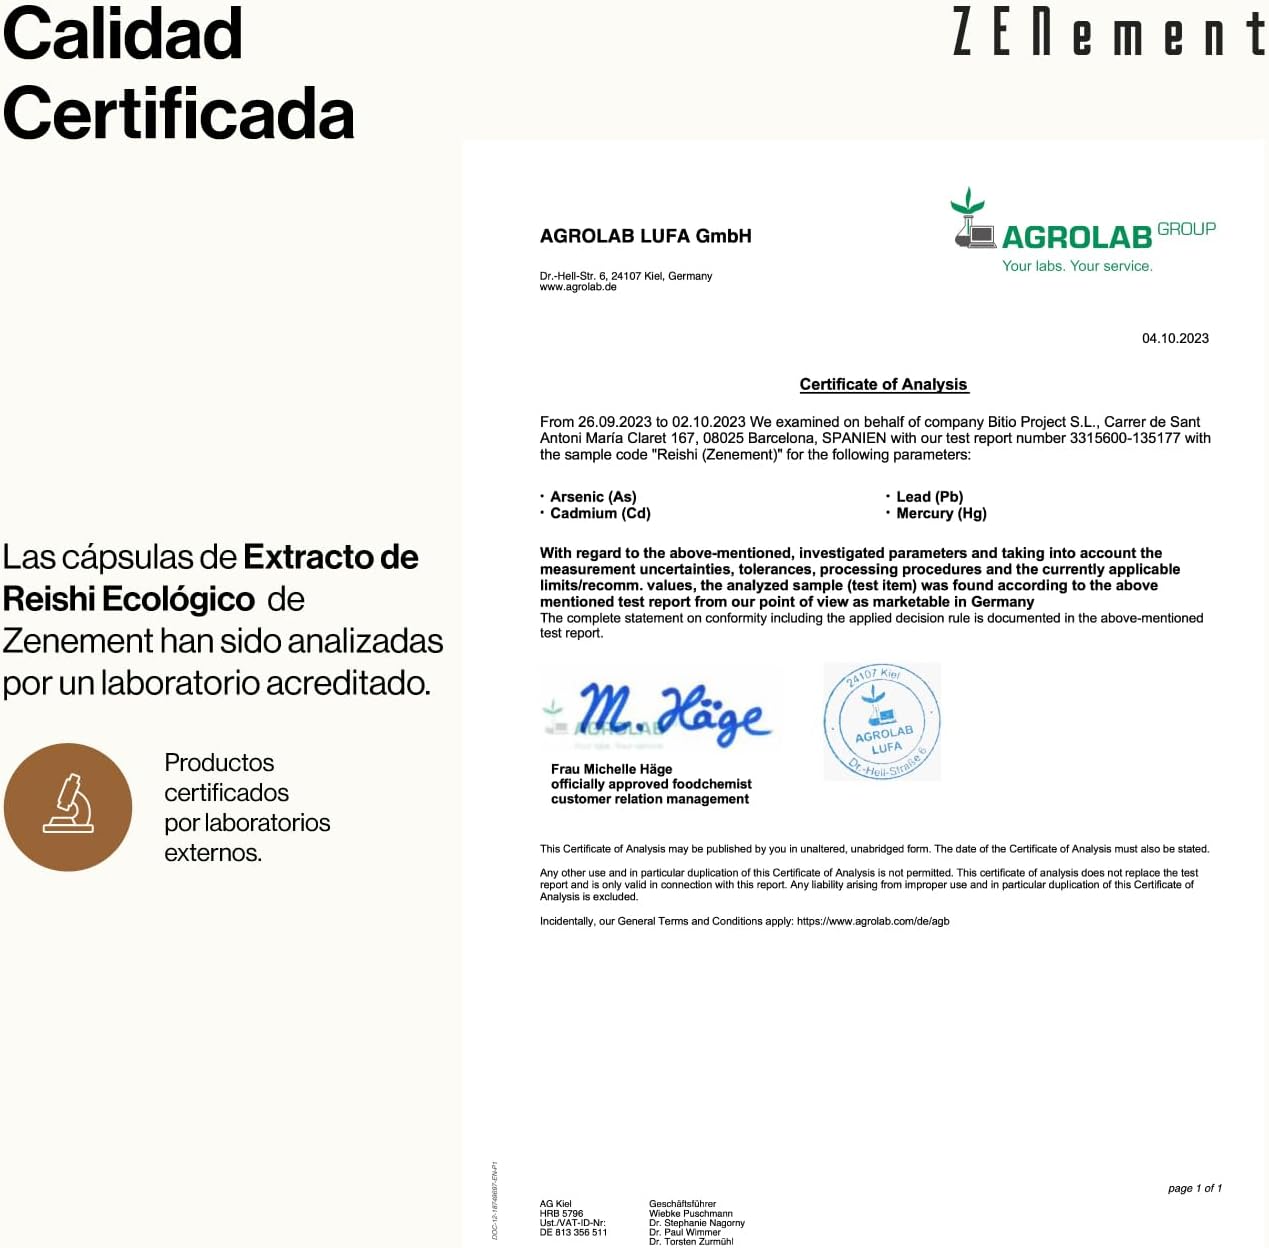 Calidad
Certificada
ZENement
AGROLAB LUFA GmbH
Dr.-Hell-Str. 6, 24107 Kiel, Germany
www.agrolab.de
AGROLAB GROUP
Your labs. Your service.
04.10.2023
Certificate of Analysis
From 26.09.2023 to 02.10.2023 We examined on behalf of company Bitio Project S.L., Carrer de Sant
Antoni María Claret 167, 08025 Barcelona, SPANIEN with our test report number 3315600-135177 with
the sample code "Reishi (Zenement)" for the following parameters:
· Arsenic (As)
· Cadmium (Cd)
· Lead (Pb)
· Mercury (Hg)
With regard to the above-mentioned, investigated parameters and taking into account the
measurement uncertainties, tolerances, processing procedures and the currently applicable
limits/recomm. values, the analyzed sample (test item) was found according to the above
mentioned test report from our point of view as marketable in Germany
The complete statement on conformity including the applied decision rule is documented in the above-mentioned
test report.
M. Häge
AGROLAB
Your labs. Your service.
24107 Kiel
AGROLAB
LUFA
Dr.-Hell-Straße 6
Frau Michelle Häge
officially approved foodchemist
customer relation management
This Certificate of Analysis may be published by you in unaltered, unabridged form. The date of the Certificate of Analysis must also be stated.
Any other use and in particular duplication of this Certificate of Analysis is not permitted. This certificate of analysis does not replace the test
report and is only valid in connection with this report. Any liability arising from improper use and in particular duplication of this Certificate of
Analysis is excluded.
Incidentally, our General Terms and Conditions apply: https://www.agrolab.com/de/agb
Las cápsulas de Extracto de
Reishi Ecológico de
Zenement han sido analizadas
por un laboratorio acreditado.
Productos
certificados
por laboratorios
externos.
page 1 of 1
AG Kiel
HRB 5796
Ust./VAT-ID-Nr:
DE 813 356 511
Geschäftsführer
Wiebke Puschmann
Dr. Stephanie Nagorny
Dr. Paul Wimmer
Dr. Torsten Zurmühl